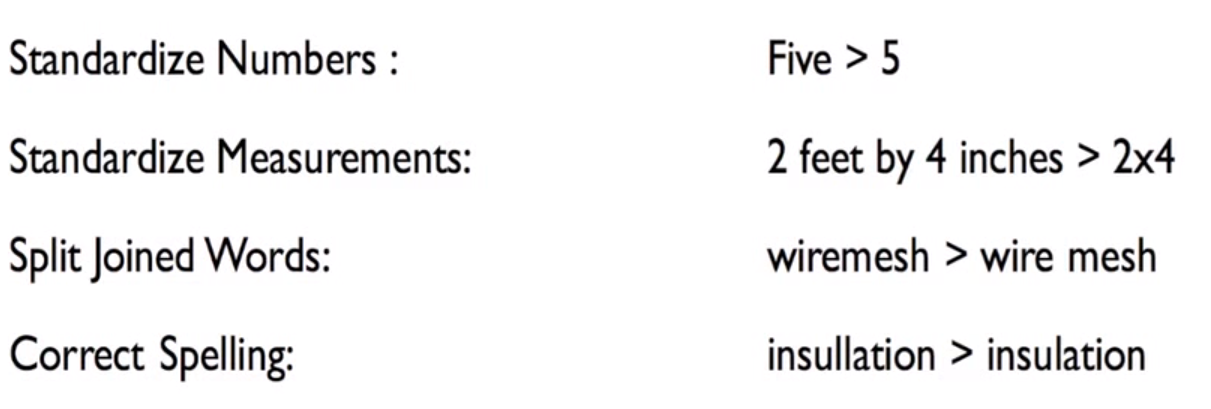 Standardize Numbers : Five > 5
Standardize Measurements: 2 feet by 4 inches > 2x4
Split Joined Words: wiremesh > wire mesh
Correct Spelling: insullation > insulation